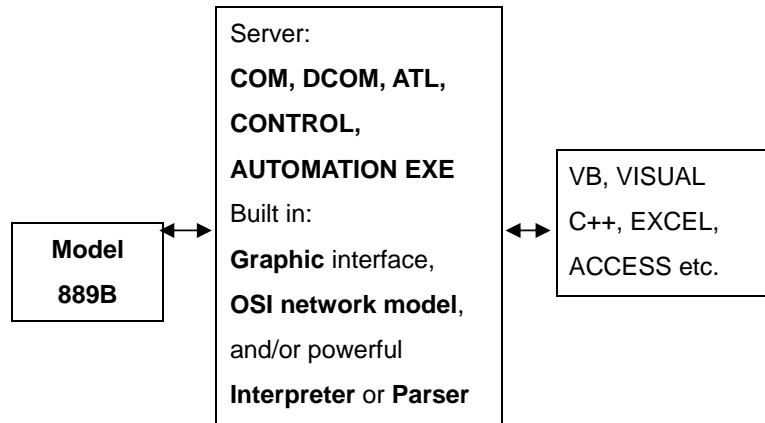 Model
889B
Server:
COM, DCOM, ATL,
CONTROL,
AUTOMATION EXE
Built in:
Graphic interface,
OSI network model,
and/or powerful
Interpreter or Parser
VB, VISUAL
C++, EXCEL,
ACCESS etc.